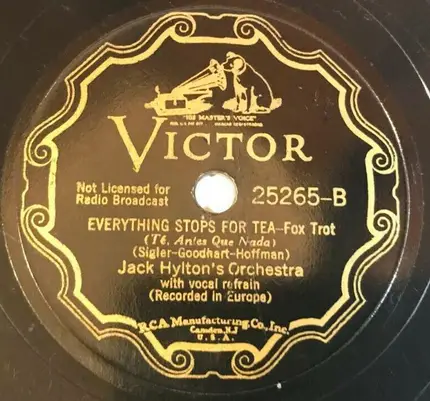 "HIS MASTER'S VOICE"
VICTOR
Not Licensed for
Radio Broadcast
25265-B
EVERYTHING STOPS FOR TEA-Fox Trot
(Té, Antes Que Nada)
(Sigler-Goodhart-Hoffman)
Jack Hylton's Orchestra
with vocal refrain
(Recorded in Europe)
RCA Manufacturing Co., Inc.
Camden, N.J.
U.S.A.